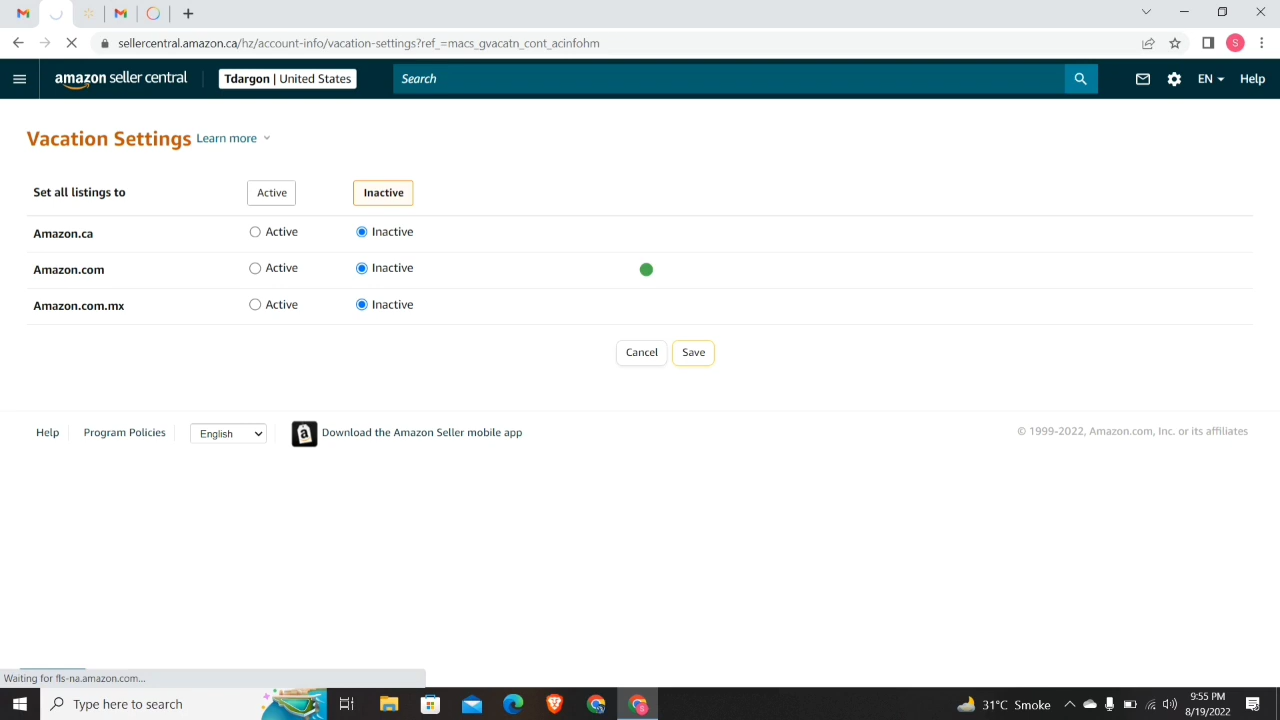 sellercentral.amazon.ca/hz/account-info/vacation-settings?ref_=macs_gvacatn_cont_acinfohm
S
amazon seller central
Tdargon | United States
Search
EN
Help
Vacation Settings Learn more
Set all listings to Active Inactive
Amazon.ca Active Inactive
Amazon.com Active Inactive
Amazon.com.mx Active Inactive
Cancel Save
Help Program Policies English Download the Amazon Seller mobile app © 1999-2022, Amazon.com, Inc. or its affiliates
Waiting for fls-na.amazon.com...
Type here to search
31°C Smoke
9:55 PM
8/19/2022